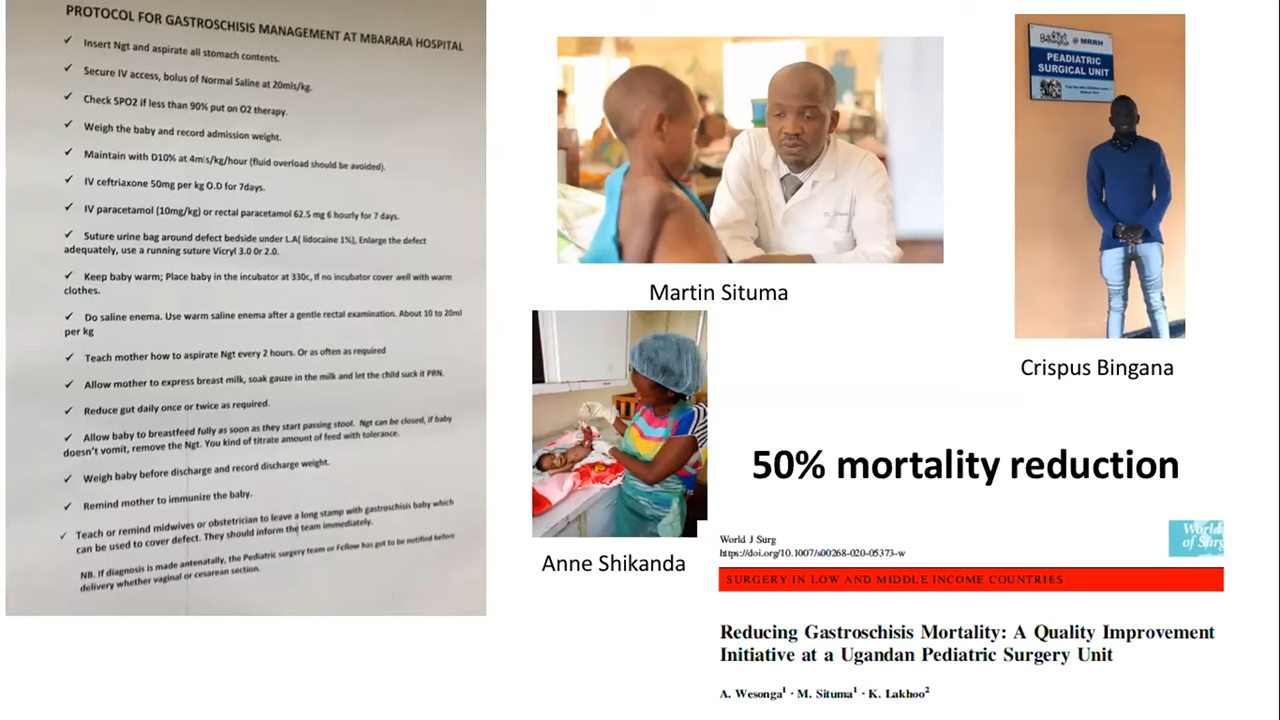 PROTOCOL FOR GASTROSCHISIS MANAGEMENT AT MBARARA HOSPITAL
✓ Insert Ngt and aspirate all stomach contents.
✓ Secure IV access, bolus of Normal Saline at 20mls/kg.
✓ Check SPO2 if less than 90% put on O2 therapy.
✓ Weigh the baby and record admission weight.
✓ Maintain with D10% at 4mls/kg/hour (fluid overload should be avoided).
✓ IV ceftriaxone 50mg per kg O.D for 7days.
✓ IV paracetamol (10mg/kg) or rectal paracetamol 62.5 mg 6 hourly for 7 days.
✓ Suture urine bag around defect bedside under L.A( lidocaine 1%), Enlarge the defect
adequately, use a running suture Vicryl 3.0 0r 2.0.
✓ Keep baby warm; Place baby in the incubator at 330c, If no incubator cover well with warm
clothes.
✓ Do saline enema. Use warm saline enema after a gentle rectal examination. About 10 to 20ml
per kg
✓ Teach mother how to aspirate Ngt every 2 hours. Or as often as required
✓ Allow mother to express breast milk, soak gauze in the milk and let the child suck it PRN.
✓ Reduce gut daily once or twice as required.
✓ Allow baby to breastfeed fully as soon as they start passing stool. Ngt can be closed, if baby
doesn't vomit, remove the Ngt. You kind of titrate amount of feed with tolerance.
✓ Weigh baby before discharge and record discharge weight.
✓ Remind mother to immunize the baby.
✓ Teach or remind midwives or obstetrician to leave a long stamp with gastroschisis baby which
can be used to cover defect. They should inform the team immediately.
NB. If diagnosis is made antenatally, the Pediatric surgery team or Fellow has got to be notified before
delivery whether vaginal or cesarean section.
Martin Situma
Anne Shikanda
@ MRRH
PEADIATRIC
SURGICAL UNIT
Crispus Bingana
50% mortality reduction
World J Surg
https://doi.org/10.1007/s00268-020-05373-w
World
of Surg
SURGERY IN LOW AND MIDDLE INCOME COUNTRIES
Reducing Gastroschisis Mortality: A Quality Improvement
Initiative at a Ugandan Pediatric Surgery Unit
A. Wesonga1 · M. Situma1 · K. Lakhoo2